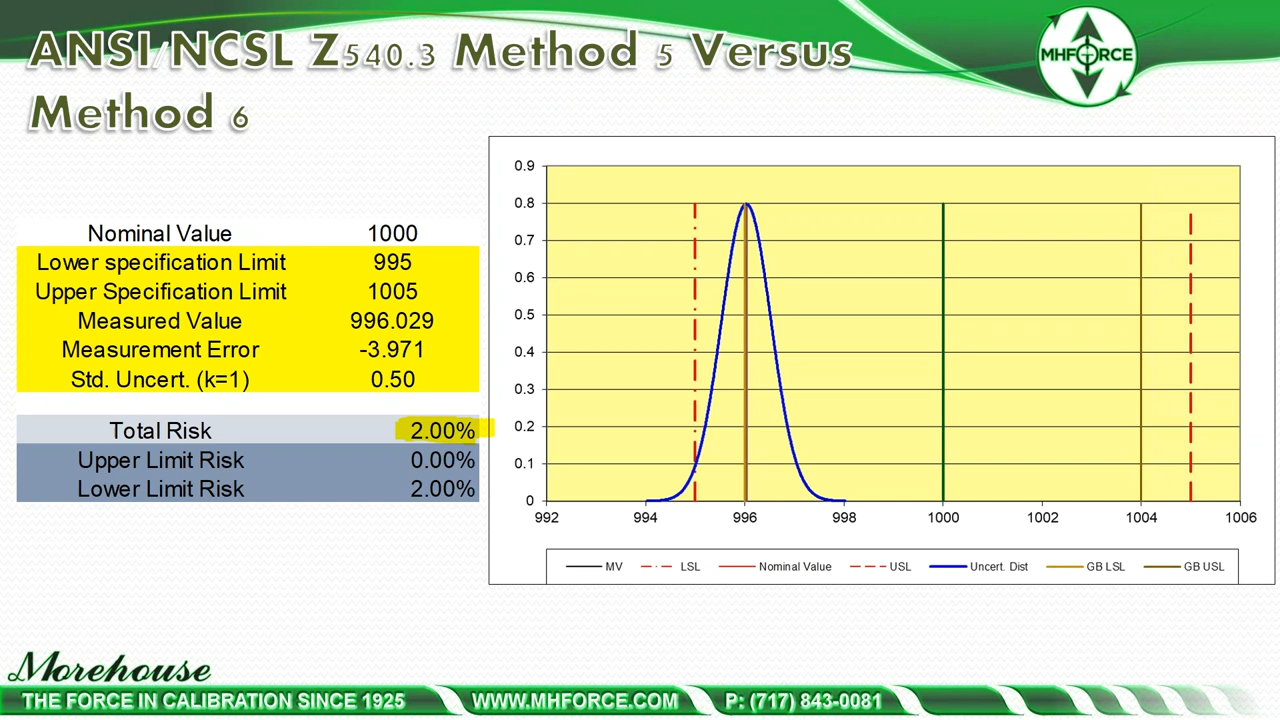 ANSI/NCSL Z540.3 Method 5 Versus
Method 6
MHFORCE
Nominal Value 1000
Lower specification Limit 995
Upper Specification Limit 1005
Measured Value 996.029
Measurement Error -3.971
Std. Uncert. (k=1) 0.50
Total Risk 2.00%
Upper Limit Risk 0.00%
Lower Limit Risk 2.00%
0.9
0.8
0.7
0.6
0.5
0.4
0.3
0.2
0.1
0
992 994 996 998 1000 1002 1004 1006
MV LSL Nominal Value USL Uncert. Dist GB LSL GB USL
Morehouse
THE FORCE IN CALIBRATION SINCE 1925 WWW.MHFORCE.COM P: (717) 843-0081